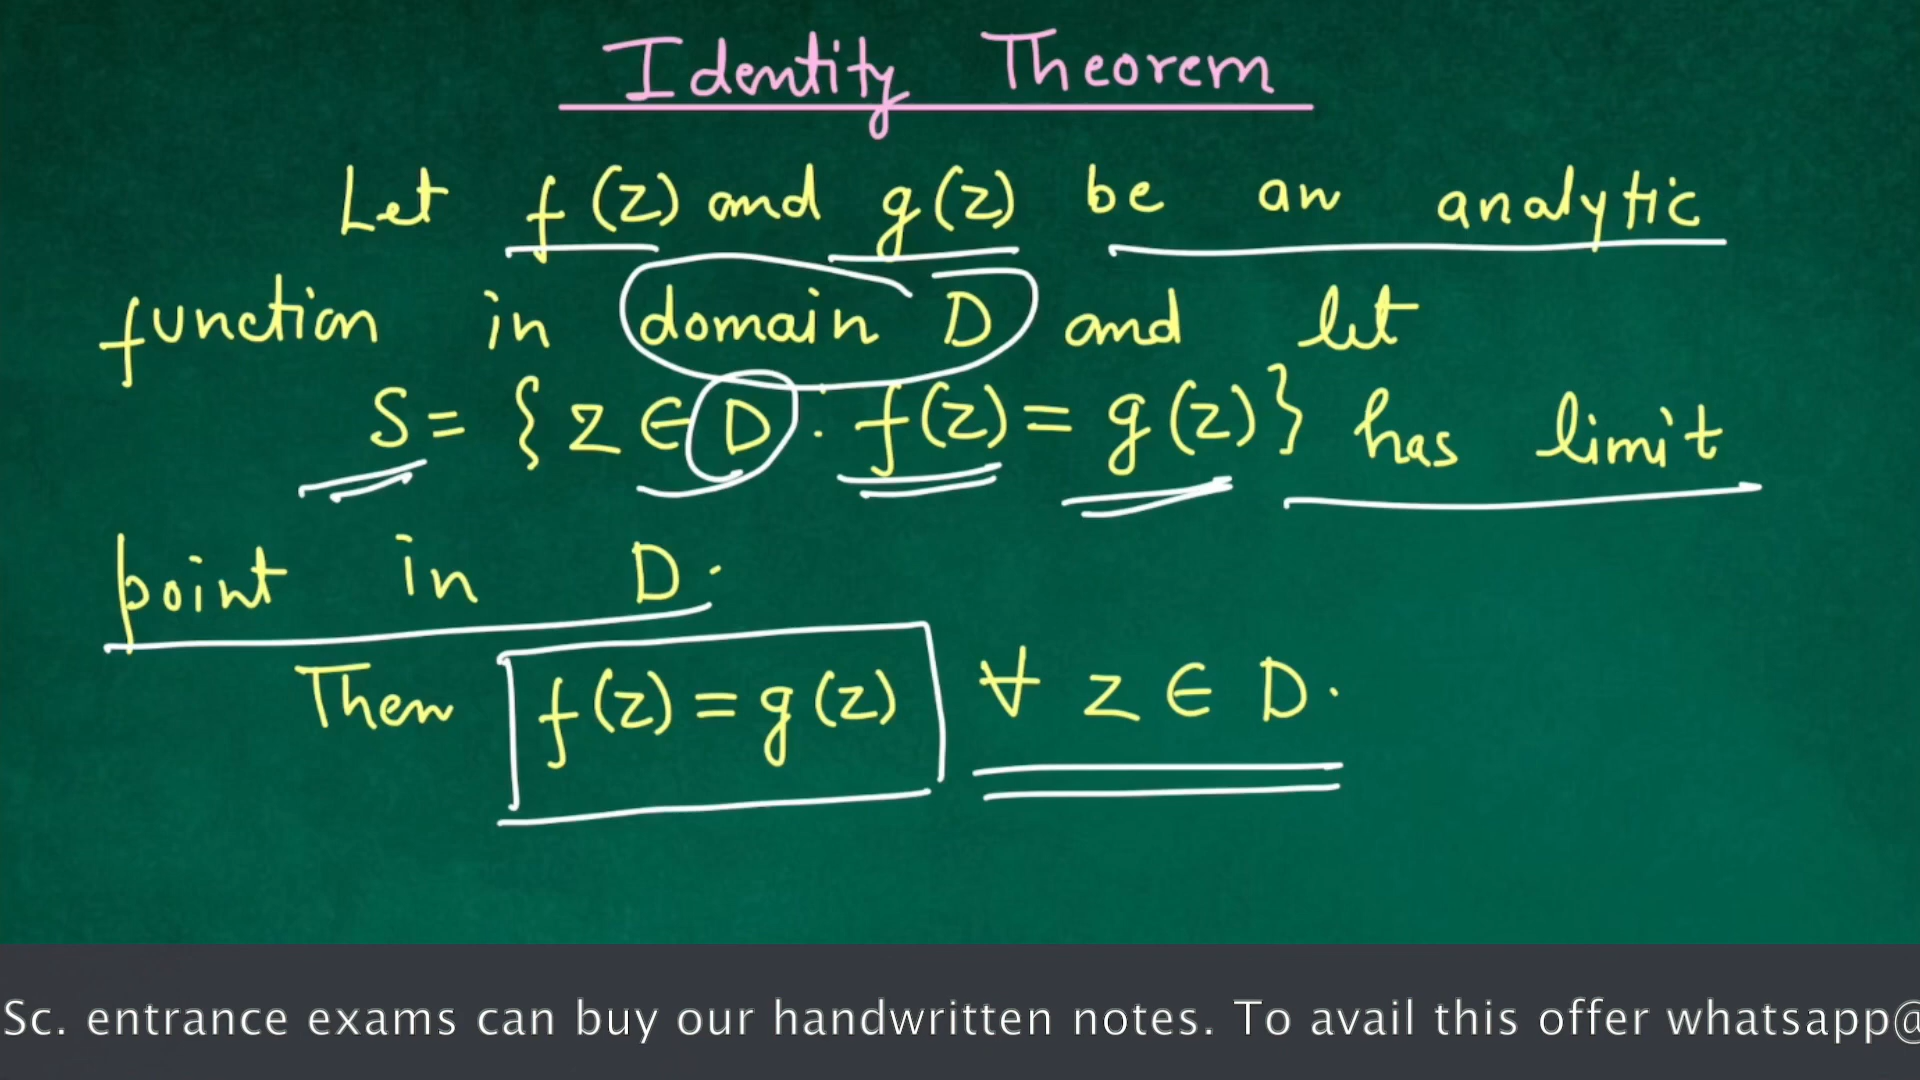 Identity Theorem
Let f(z) and g(z) be an analytic
function in domain D and let
S = {z ∈ D : f(z) = g(z)} has limit
point in D.
Then f(z) = g(z) ∀ z ∈ D.
Sc. entrance exams can buy our handwritten notes. To avail this offer whatsapp@